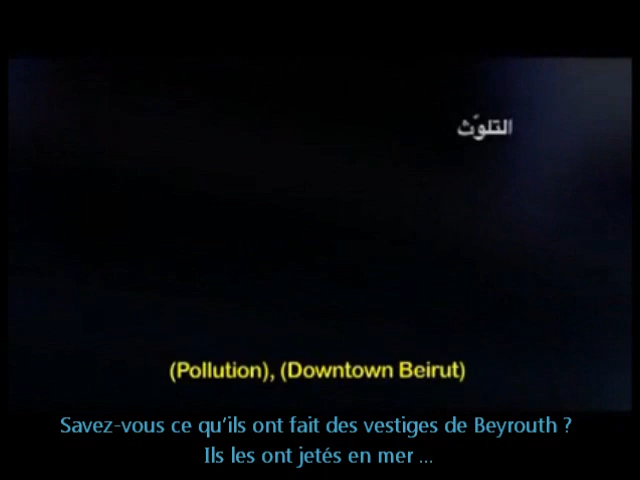 التلوّث
(Pollution), (Downtown Beirut)
Savez-vous ce qu'ils ont fait des vestiges de Beyrouth ?
Ils les ont jetés en mer ...